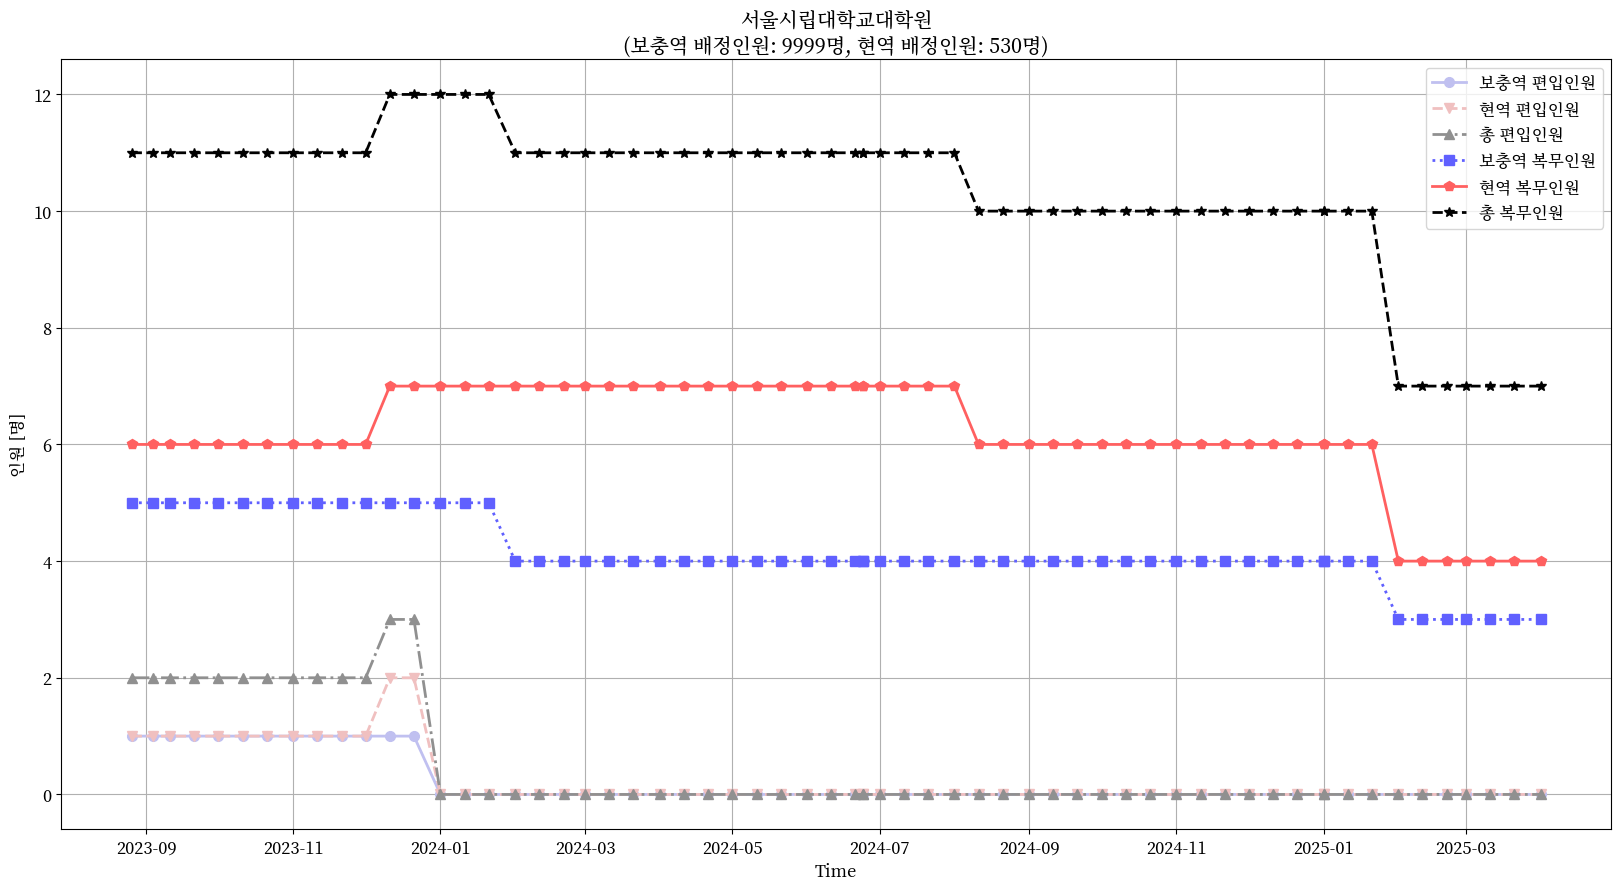 서울시립대학교대학원
(보충역 배정인원: 9999명, 현역 배정인원: 530명)
보충역 편입인원
현역 편입인원
총 편입인원
보충역 복무인원
현역 복무인원
총 복무인원
인원 [명]
12
10
8
6
4
2
0
2023-09
2023-11
2024-01
2024-03
2024-05
2024-07
2024-09
2024-11
2025-01
2025-03
Time